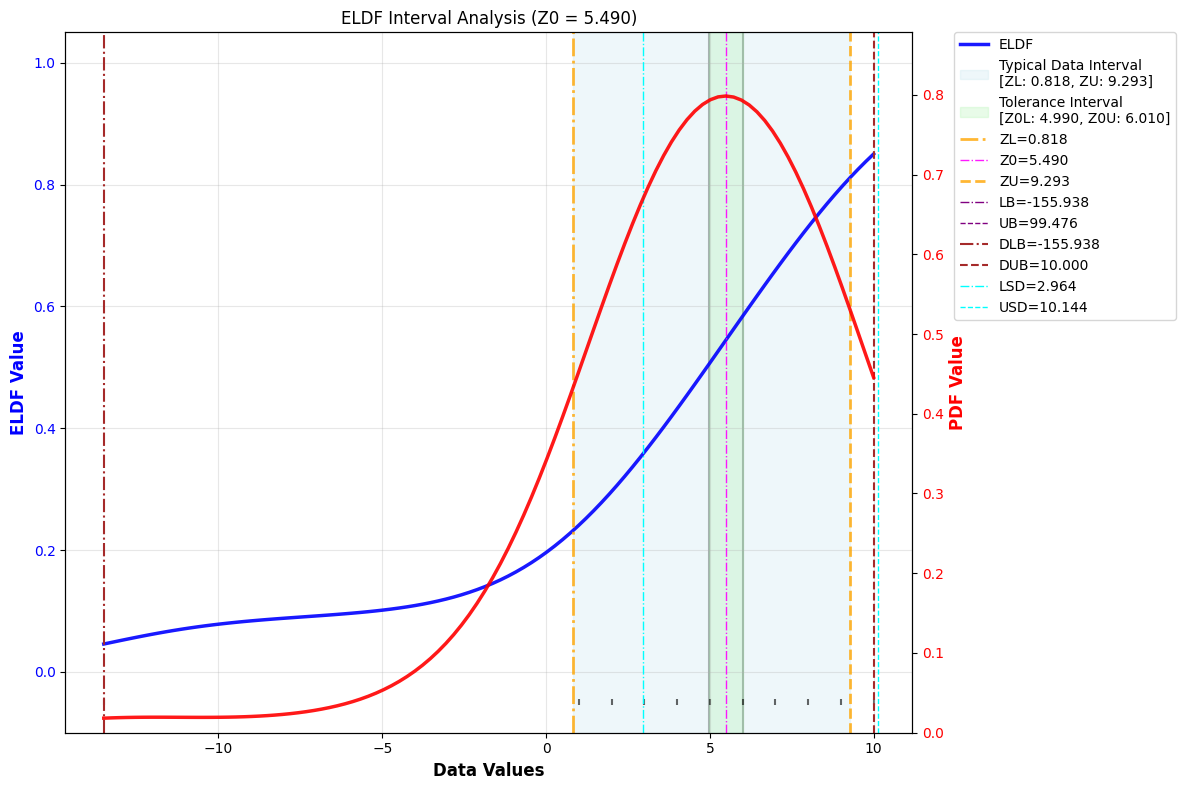 ELDF Interval Analysis (Z0 = 5.490)
1.0
0.8
0.6
0.4
0.2
0.0
ELDF Value
−10
−5
0
5
10
Data Values
0.8
0.7
0.6
0.5
0.4
0.3
0.2
0.1
0.0
PDF Value
ELDF
Typical Data Interval
[ZL: 0.818, ZU: 9.293]
Tolerance Interval
[Z0L: 4.990, Z0U: 6.010]
ZL=0.818
Z0=5.490
ZU=9.293
LB=-155.938
UB=99.476
DLB=-155.938
DUB=10.000
LSD=2.964
USD=10.144